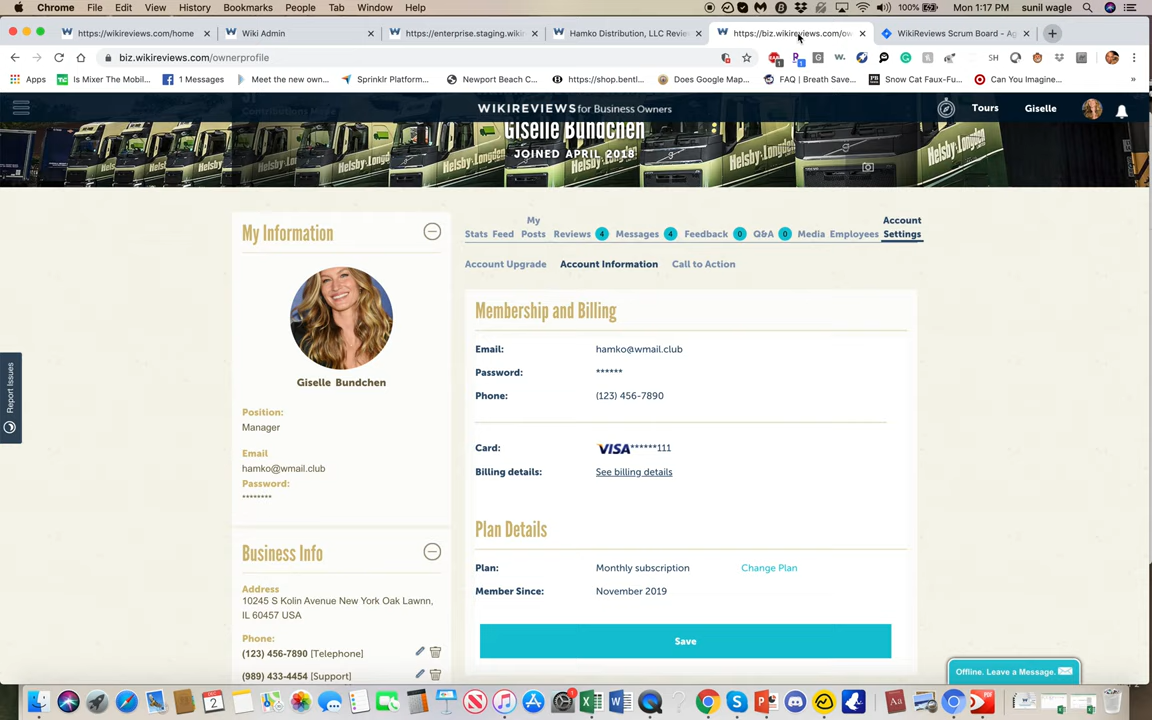 Chrome File Edit View History Bookmarks People Tab Window Help 100% Mon 1:17 PM sunil wagle
https://wikireviews.com/home Wiki Admin https://enterprise.staging.wiki Hamko Distribution, LLC Revie https://biz.wikireviews.com/ow WikiReviews Scrum Board - Ag
biz.wikireviews.com/ownerprofile
Apps Is Mixer The Mobil... 1 Messages Meet the new own... Sprinklr Platform... Newport Beach C... https://shop.bentl... Does Google Map... FAQ | Breath Save... Snow Cat Faux-Fu... Can You Imagine...
WIKIREVIEWS for Business Owners
Tours Giselle
Giselle Bundchen
JOINED APRIL 2018
Helsby&Longden
My Information
Giselle Bundchen
Position:
Manager
Email
hamko@wmail.club
Password:
********
Business Info
Address
10245 S Kolin Avenue New York Oak Lawnn,
IL 60457 USA
Phone:
(123) 456-7890 [Telephone]
(989) 433-4454 [Support]
Stats Feed My Posts Reviews 4 Messages 4 Feedback 0 Q&A 0 Media Employees Account Settings
Account Upgrade Account Information Call to Action
Membership and Billing
Email: hamko@wmail.club
Password: ******
Phone: (123) 456-7890
Card: VISA******111
Billing details: See billing details
Plan Details
Plan: Monthly subscription Change Plan
Member Since: November 2019
Save
Report Issues
Offline. Leave a Message.